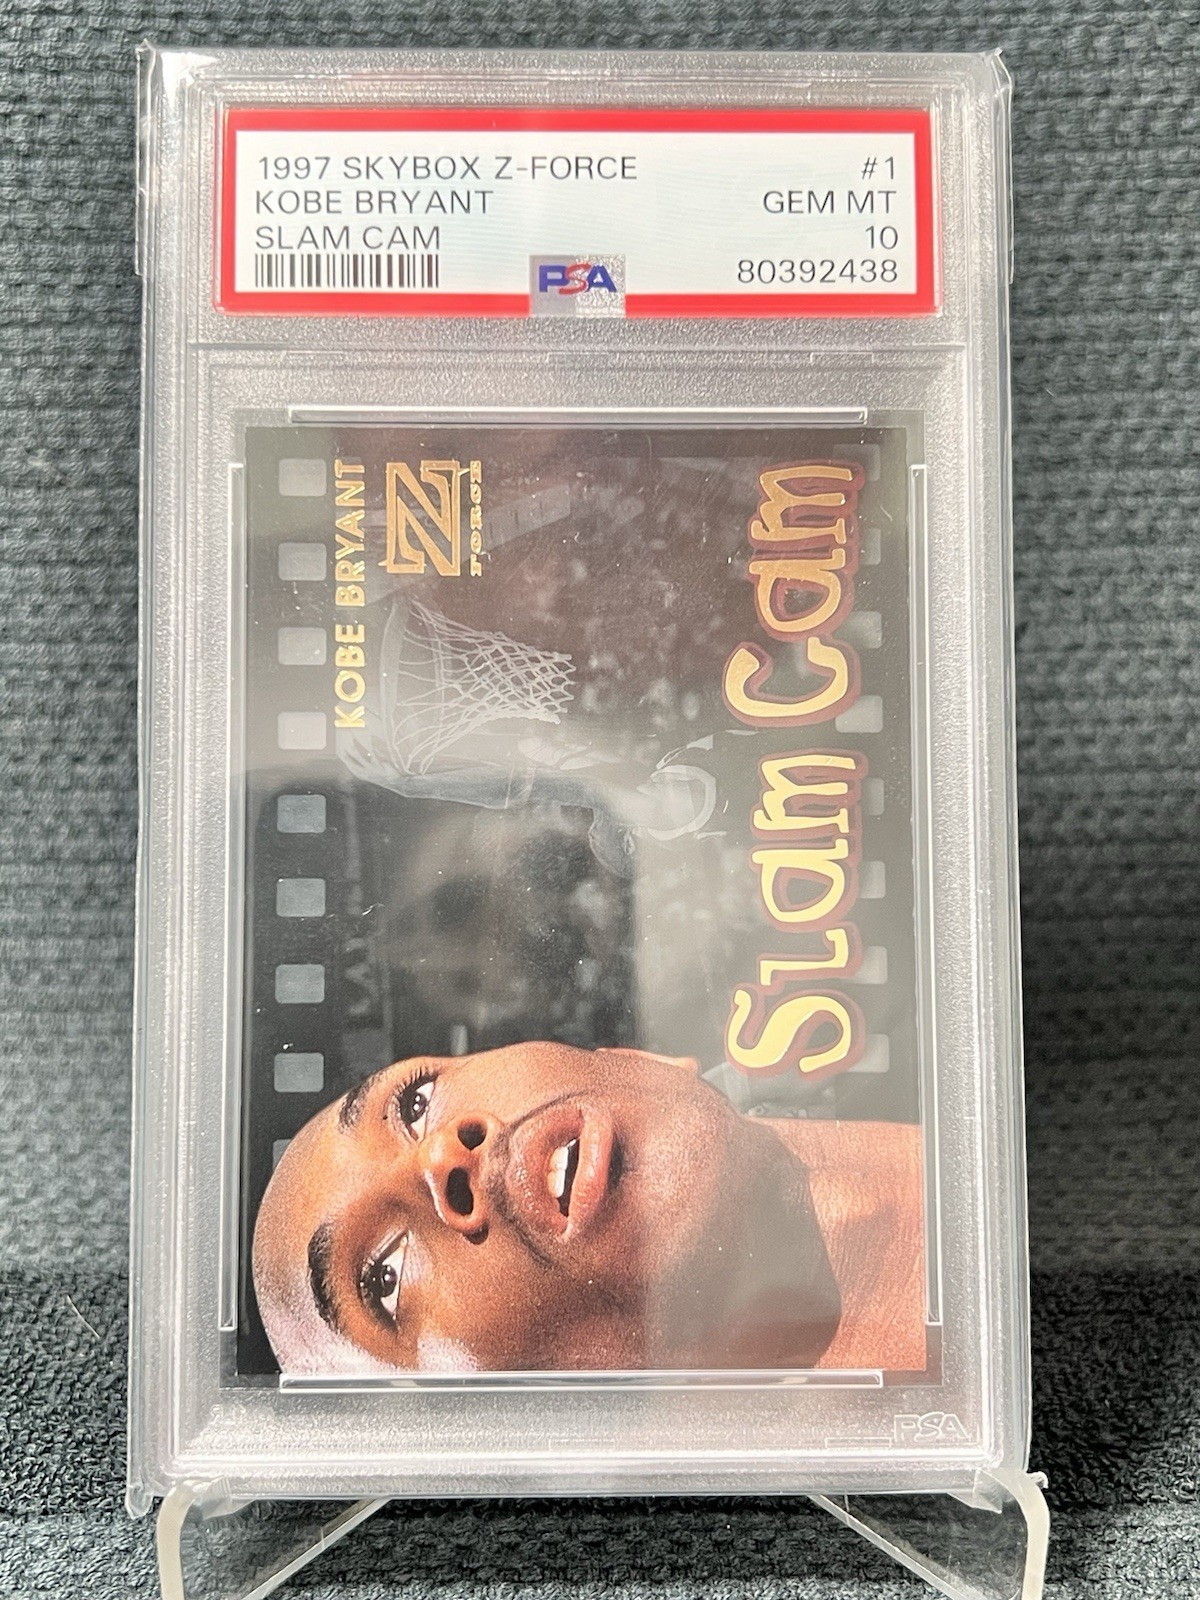 1997 SKYBOX Z-FORCE #1
KOBE BRYANT GEM MT
SLAM CAM 10
80392438
PSA
KOBE BRYANT
Z
FORCE
Slam Cam
PSA